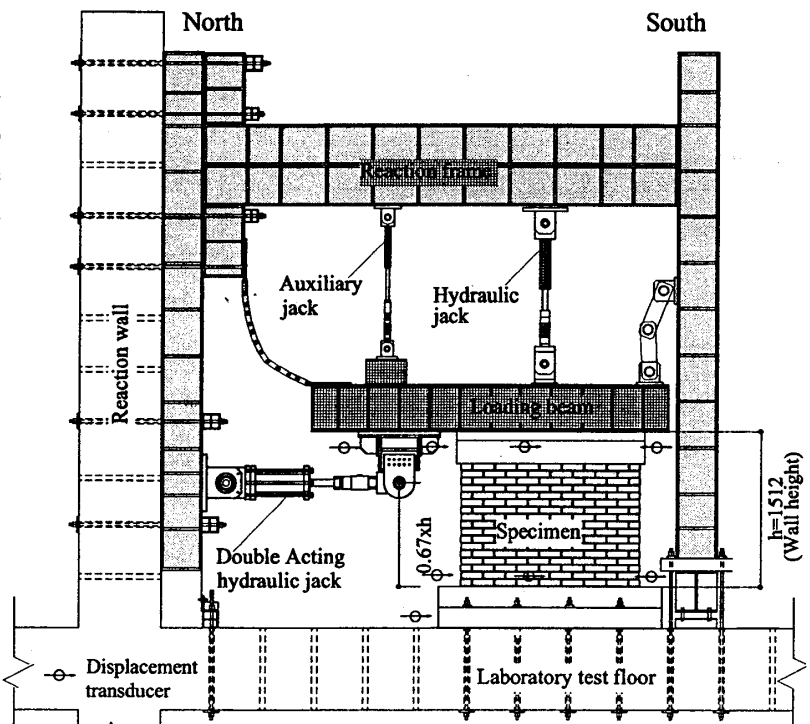 North
South
Reaction frame
Auxiliary
jack
Hydraulic
jack
Reaction wall
Loading beam
Double Acting
hydraulic jack
0.67xh
Specimen
h=1512
(Wall height)
Displacement
transducer
Laboratory test floor